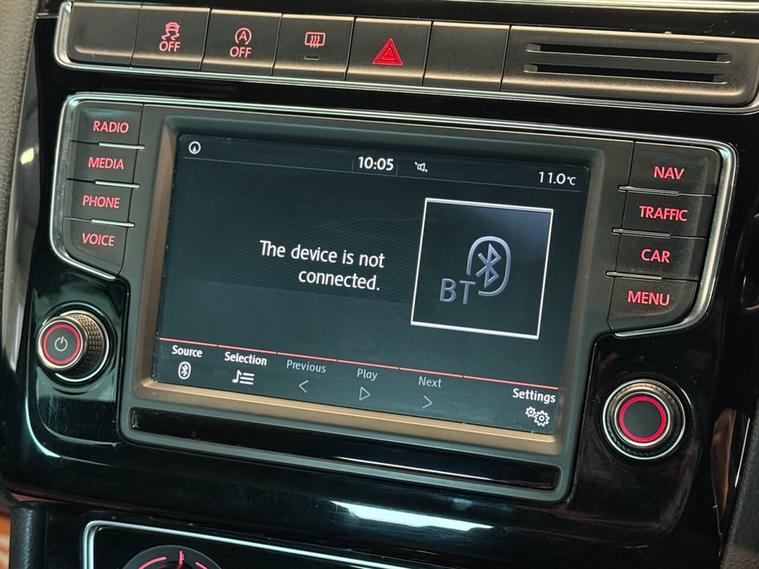 OFF
A
OFF
RADIO
MEDIA
PHONE
VOICE
10:05
11.0°C
The device is not
connected.
BT
Source
Selection
Previous
Play
Next
Settings
NAV
TRAFFIC
CAR
MENU